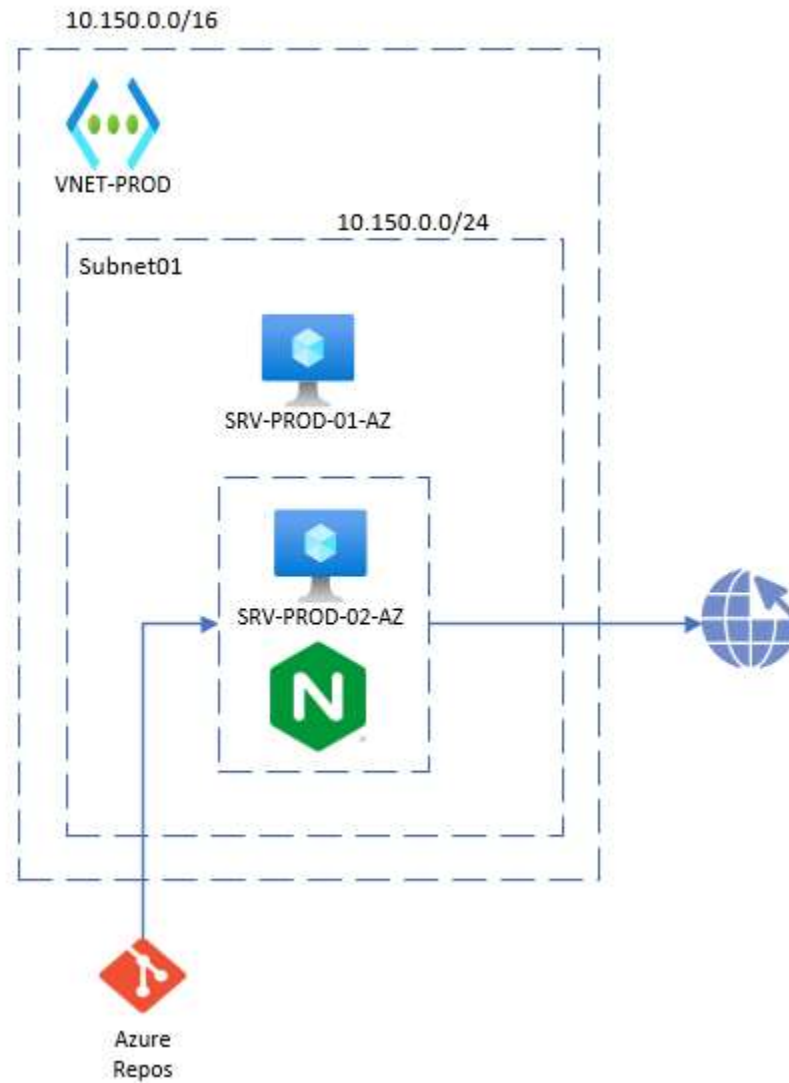 10.150.0.0/16
VNET-PROD
10.150.0.0/24
Subnet01
SRV-PROD-01-AZ
SRV-PROD-02-AZ
N
Azure
Repos